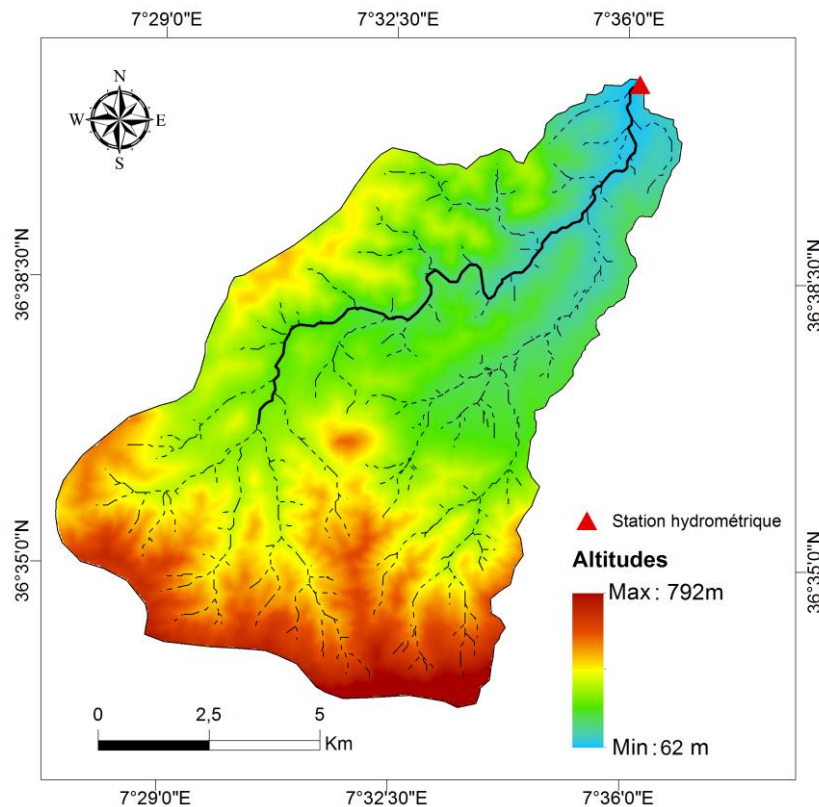 7°29'0"E 7°32'30"E 7°36'0"E
N
W E
S
36°38'30"N 36°38'30"N
Station hydrométrique
36°35'0"N 36°35'0"N
Altitudes
Max : 792m
0 2,5 5
Km
Min : 62 m
7°29'0"E 7°32'30"E 7°36'0"E